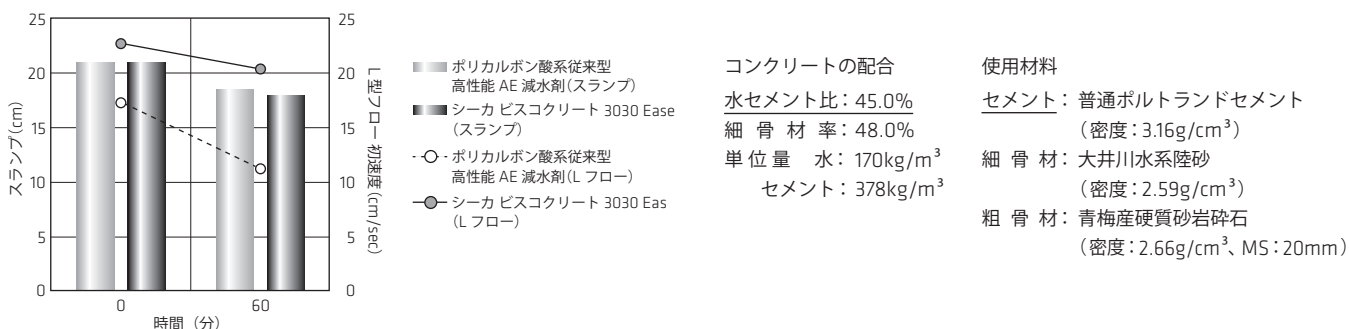 25
20
15
10
5
0
スランプ(cm)
0
60
時間（分）
25
20
15
10
5
0
L型フロー初速度(cm/sec)
ポリカルボン酸系従来型
高性能 AE 減水剤(スランプ)
シーカ ビスコクリート 3030 Ease
(スランプ)
ポリカルボン酸系従来型
高性能 AE 減水剤(L フロー)
シーカ ビスコクリート 3030 Eas
(L フロー)
コンクリートの配合
水セメント比：45.0%
細骨材率：48.0%
単位量 水：170kg/m³
セメント：378kg/m³
使用材料
セメント：普通ポルトランドセメント
（密度：3.16g/cm³）
細骨材：大井川水系陸砂
（密度：2.59g/cm³）
粗骨材：青梅産硬質砂岩砕石
（密度：2.66g/cm³、MS：20mm）